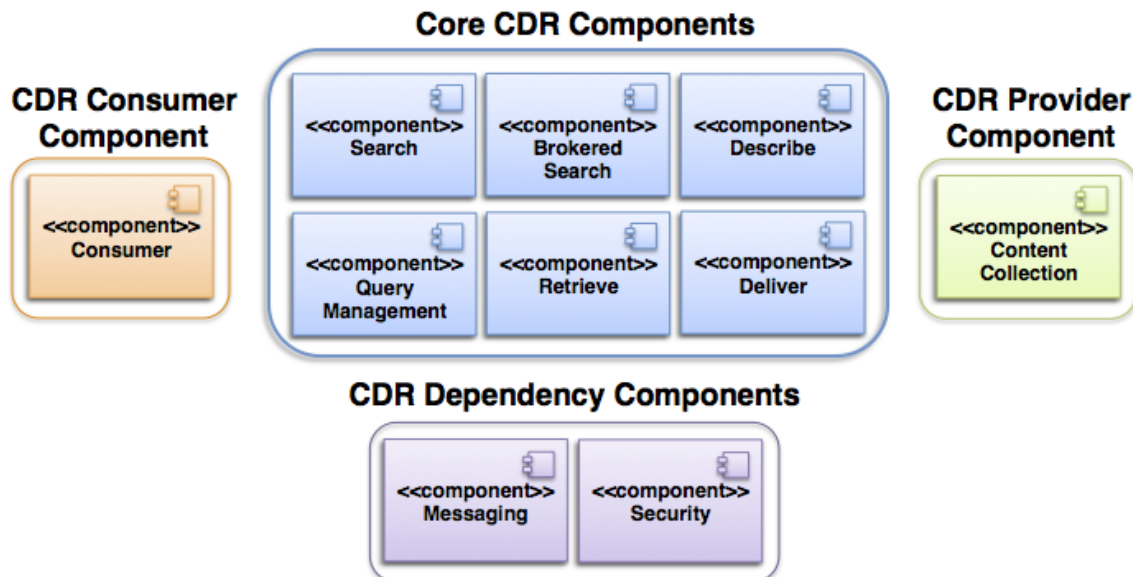 Core CDR Components
CDR Consumer
Component
CDR Provider
Component
<<component>>
Search
<<component>>
Brokered
Search
<<component>>
Describe
<<component>>
Consumer
<<component>>
Query
Management
<<component>>
Retrieve
<<component>>
Deliver
<<component>>
Content
Collection
CDR Dependency Components
<<component>>
Messaging
<<component>>
Security